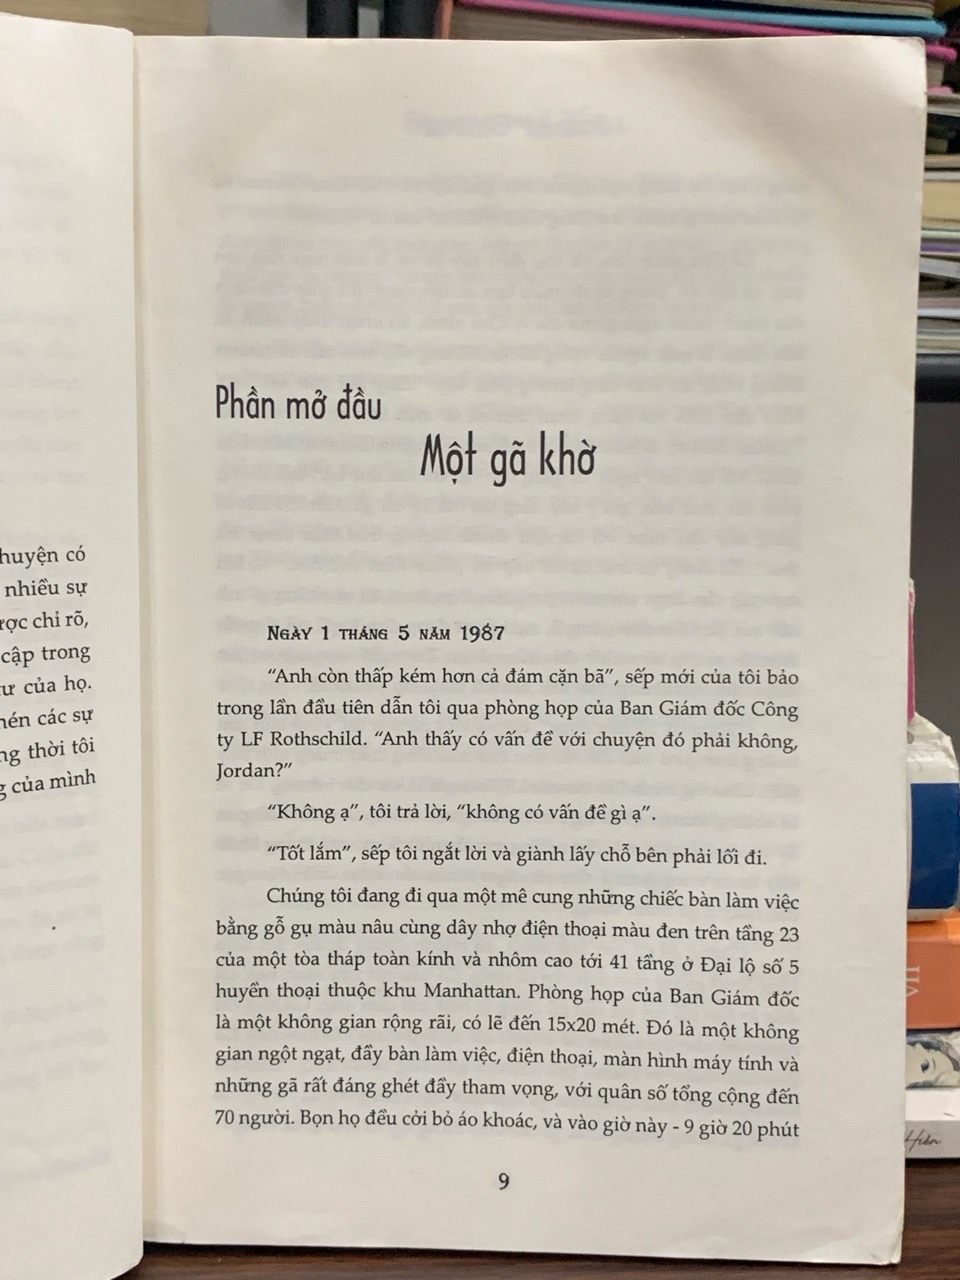 huyện có
nhiều sự
ược chỉ rõ,
cập trong
tư của họ.
hén các sự
ng thời tôi
của mình
Phần mở đầu
Một gã khờ
NGÀY 1 THÁNG 5 NĂM 1987
“Anh còn thấp kém hơn cả đám cặn bã”, sếp mới của tôi bảo
trong lần đầu tiên dẫn tôi qua phòng họp của Ban Giám đốc Công
ty LF Rothschild. “Anh thấy có vấn đề với chuyện đó phải không,
Jordan?”
“Không ạ”, tôi trả lời, “không có vấn đề gì ạ”.
“Tốt lắm”, sếp tôi ngắt lời và giành lấy chỗ bên phải lối đi.
Chúng tôi đang đi qua một mê cung những chiếc bàn làm việc
bằng gỗ gụ màu nâu cùng dây nhợ điện thoại màu đen trên tầng 23
của một tòa tháp toàn kính và nhôm cao tới 41 tầng ở Đại lộ số 5
huyền thoại thuộc khu Manhattan. Phòng họp của Ban Giám đốc
là một không gian rộng rãi, có lẽ đến 15x20 mét. Đó là một không
gian ngột ngạt, đầy bàn làm việc, điện thoại, màn hình máy tính và
những gã rất đáng ghét đầy tham vọng, với quân số tổng cộng đến
70 người. Bọn họ đều cởi bỏ áo khoác, và vào giờ này - 9 giờ 20 phút
9
VII
Hiên